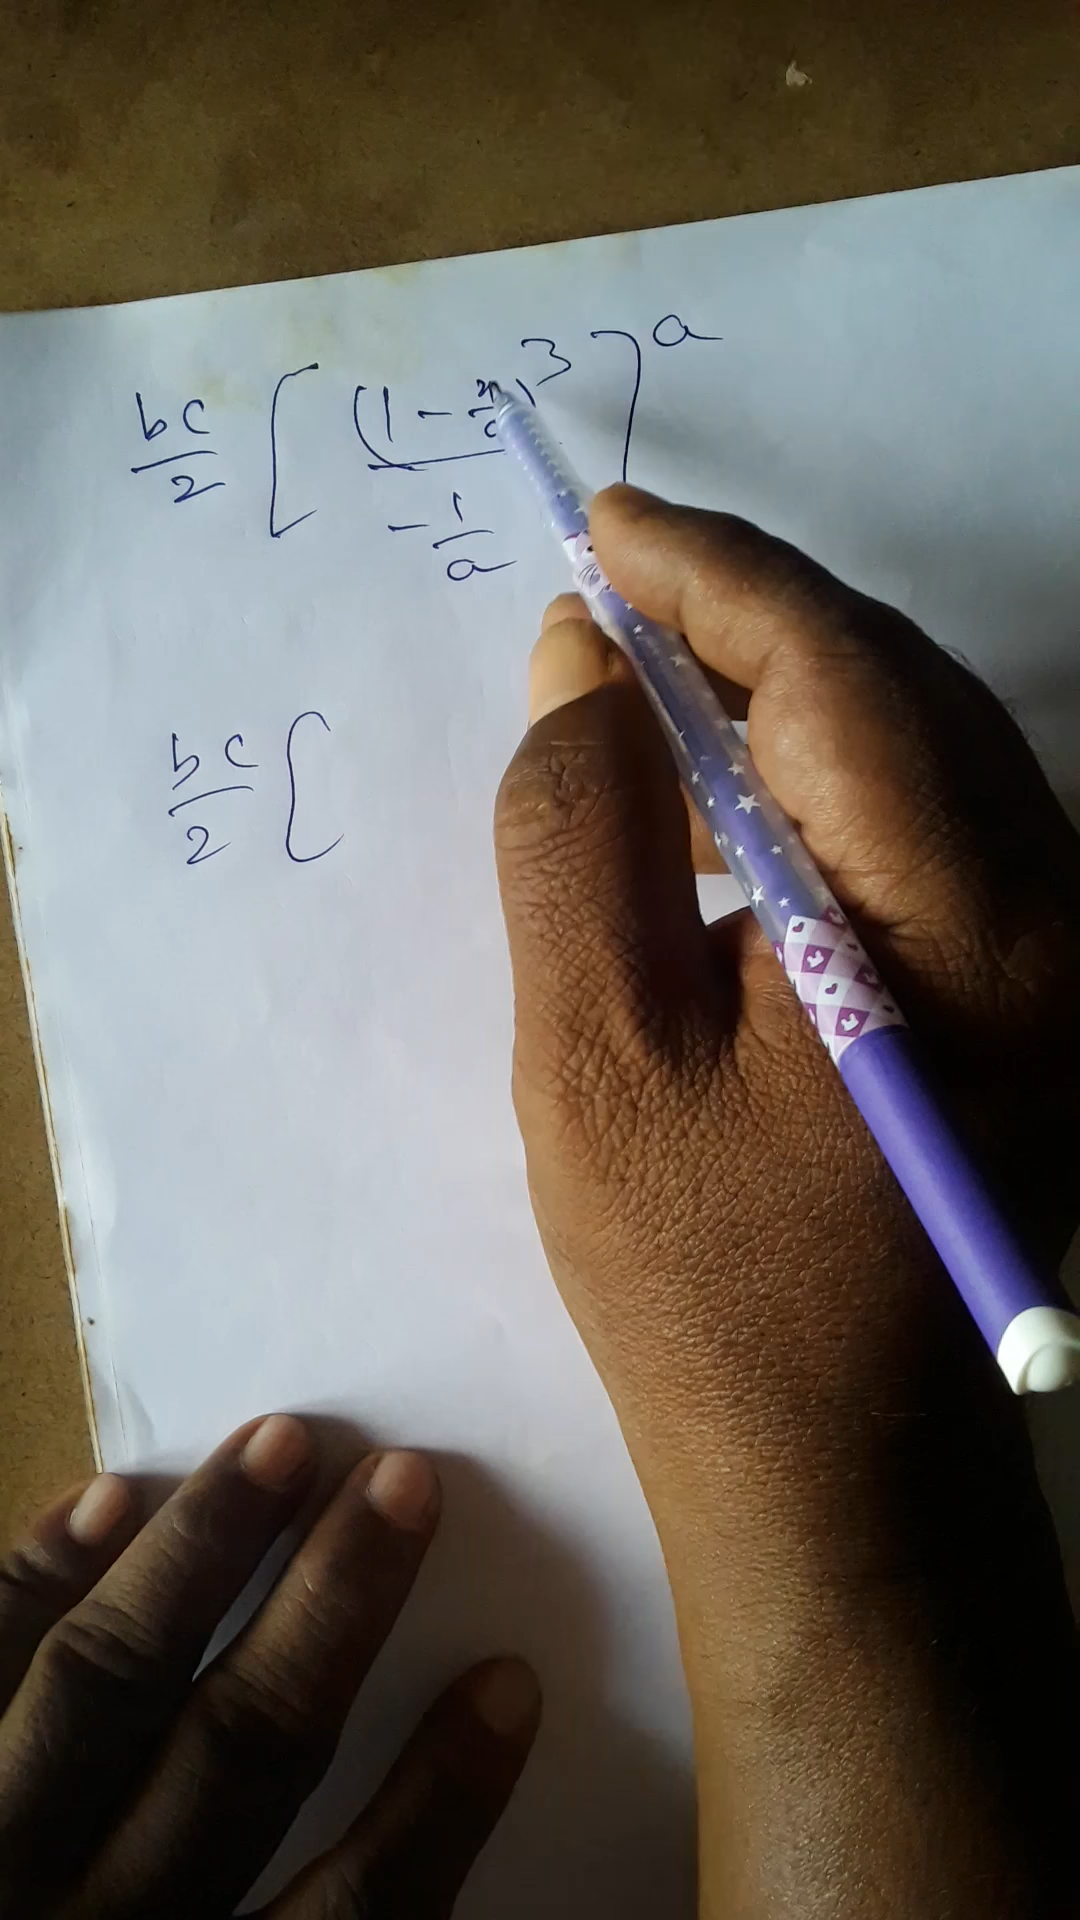 bc/2 [ (1 - x/a)^3 / -1/a ]^a
bc/2 [